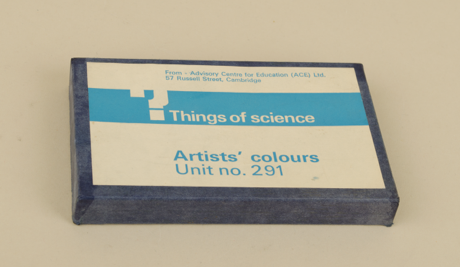 From - Advisory Centre for Education (ACE) Ltd.
57 Russell Street, Cambridge
? Things of science
Artists' colours
Unit no. 291